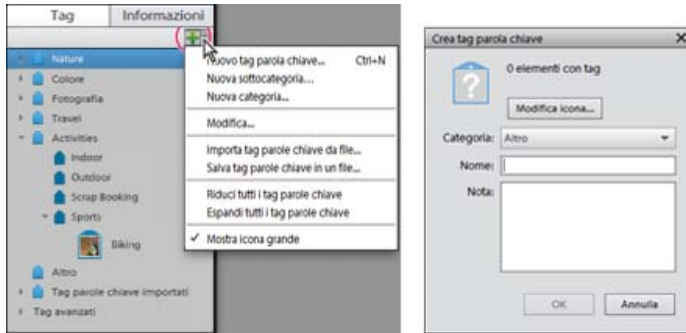 Tag Informazioni
Nature
Colore
Fotografia
Travel
Activities
Indoor
Outdoor
Scrap Booking
Sports
Biking
Altro
Tag parole chiave importati
Tag avanzati
Nuovo tag parola chiave... Ctrl+N
Nuova sottocategoria...
Nuova categoria...
Modifica...
Importa tag parole chiave da file...
Salva tag parole chiave in un file...
Riduci tutti i tag parole chiave
Espandi tutti i tag parole chiave
Mostra icona grande
Crea tag parola chiave
0 elementi con tag
Modifica icona...
Categoria: Altro
Nome:
Nota:
OK Annulla